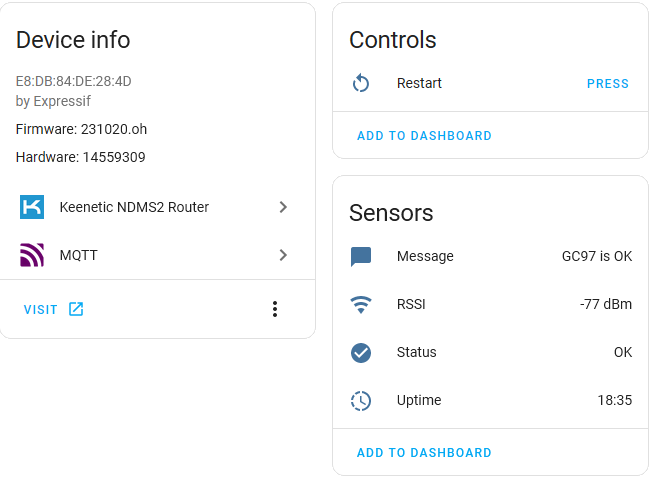 Device info
E8:DB:84:DE:28:4D
by Expressif
Firmware: 231020.oh
Hardware: 14559309
Keenetic NDMS2 Router
MQTT
VISIT
Controls
Restart PRESS
ADD TO DASHBOARD
Sensors
Message GC97 is OK
RSSI -77 dBm
Status OK
Uptime 18:35
ADD TO DASHBOARD